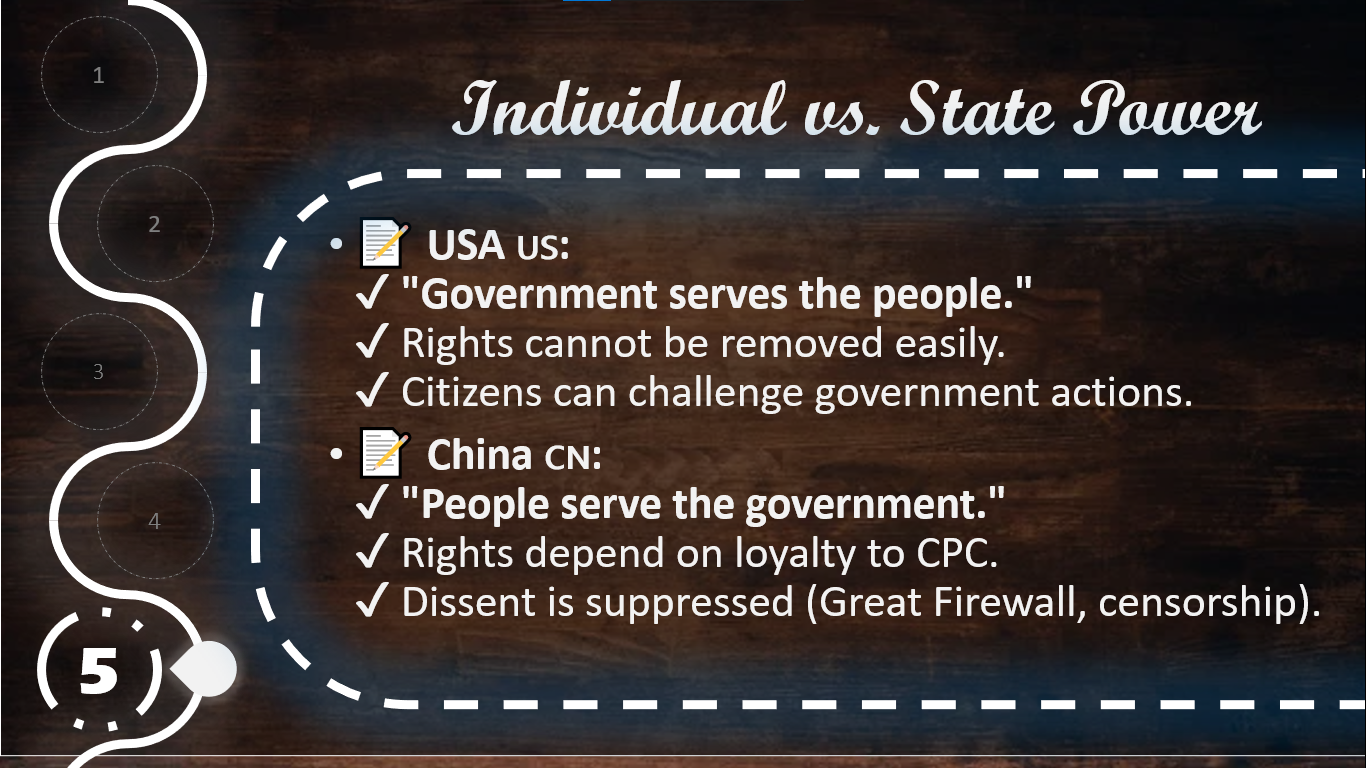 Individual vs. State Power
1
2
3
4
5
• 📝 USA US:
✓ "Government serves the people."
✓ Rights cannot be removed easily.
✓ Citizens can challenge government actions.
• 📝 China CN:
✓ "People serve the government."
✓ Rights depend on loyalty to CPC.
✓ Dissent is suppressed (Great Firewall, censorship).